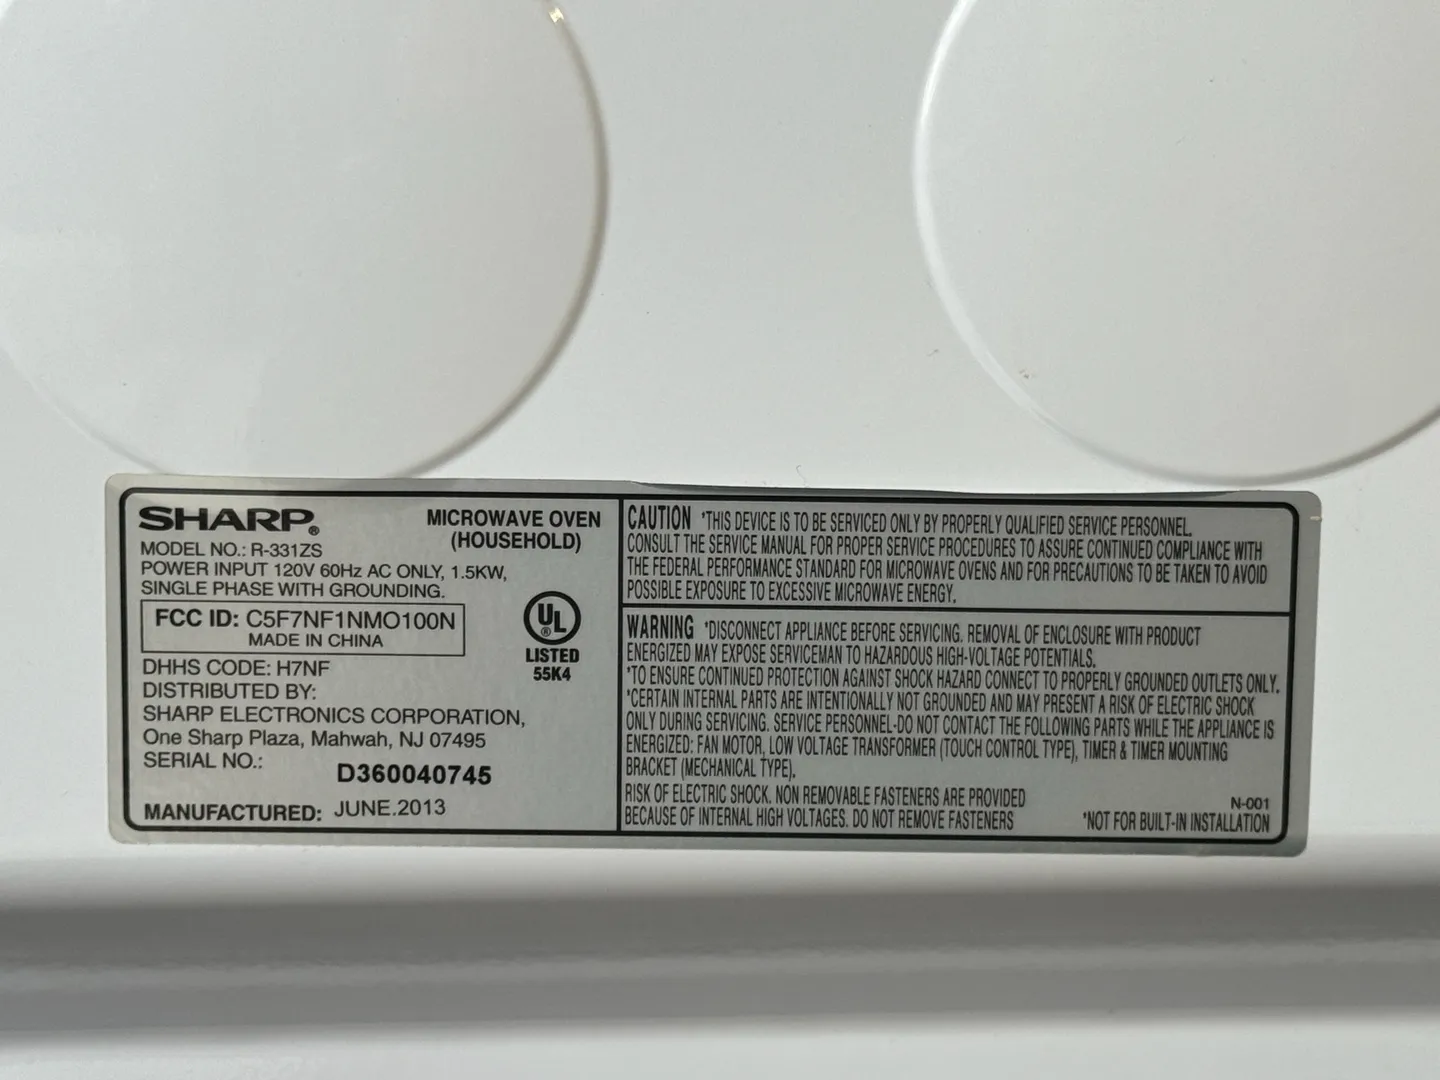 SHARP®
MICROWAVE OVEN
(HOUSEHOLD)
MODEL NO.: R-331ZS
POWER INPUT 120V 60Hz AC ONLY, 1.5KW,
SINGLE PHASE WITH GROUNDING.
FCC ID: C5F7NF1NMO100N
MADE IN CHINA
UL®
LISTED
55K4
DHHS CODE: H7NF
DISTRIBUTED BY:
SHARP ELECTRONICS CORPORATION,
One Sharp Plaza, Mahwah, NJ 07495
SERIAL NO.:
D360040745
MANUFACTURED: JUNE.2013
CAUTION *THIS DEVICE IS TO BE SERVICED ONLY BY PROPERLY QUALIFIED SERVICE PERSONNEL.
CONSULT THE SERVICE MANUAL FOR PROPER SERVICE PROCEDURES TO ASSURE CONTINUED COMPLIANCE WITH
THE FEDERAL PERFORMANCE STANDARD FOR MICROWAVE OVENS AND FOR PRECAUTIONS TO BE TAKEN TO AVOID
POSSIBLE EXPOSURE TO EXCESSIVE MICROWAVE ENERGY.
WARNING *DISCONNECT APPLIANCE BEFORE SERVICING. REMOVAL OF ENCLOSURE WITH PRODUCT
ENERGIZED MAY EXPOSE SERVICEMAN TO HAZARDOUS HIGH-VOLTAGE POTENTIALS.
*TO ENSURE CONTINUED PROTECTION AGAINST SHOCK HAZARD CONNECT TO PROPERLY GROUNDED OUTLETS ONLY.
*CERTAIN INTERNAL PARTS ARE INTENTIONALLY NOT GROUNDED AND MAY PRESENT A RISK OF ELECTRIC SHOCK
ONLY DURING SERVICING. SERVICE PERSONNEL-DO NOT CONTACT THE FOLLOWING PARTS WHILE THE APPLIANCE IS
ENERGIZED: FAN MOTOR, LOW VOLTAGE TRANSFORMER (TOUCH CONTROL TYPE), TIMER & TIMER MOUNTING
BRACKET (MECHANICAL TYPE).
RISK OF ELECTRIC SHOCK. NON REMOVABLE FASTENERS ARE PROVIDED
BECAUSE OF INTERNAL HIGH VOLTAGES. DO NOT REMOVE FASTENERS
N-001
*NOT FOR BUILT-IN INSTALLATION